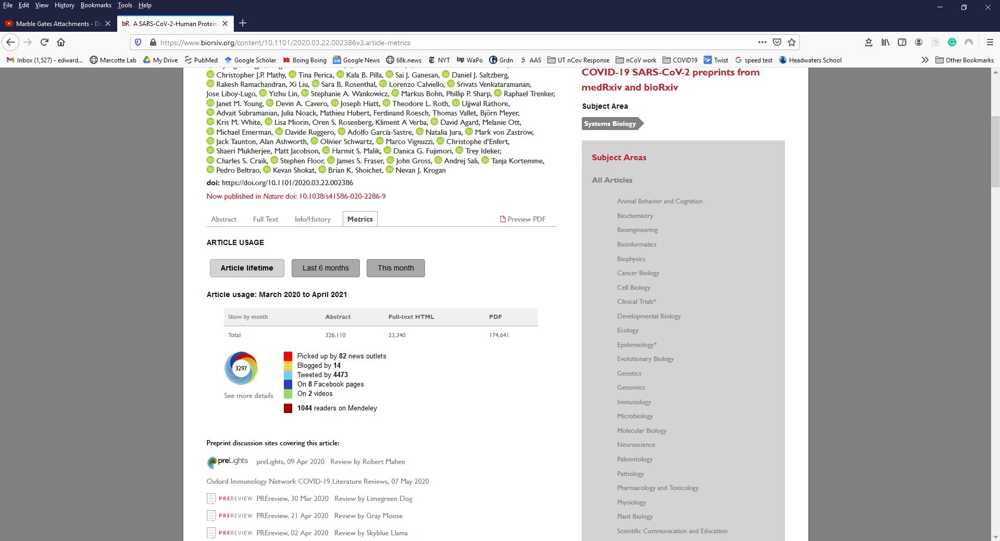 File Edit View History Bookmarks Tools Help
Marble Gates Attachments - De
bR A SARS-CoV-2-Human Protein
https://www.biorxiv.org/content/10.1101/2020.03.22.002386v3.article-metrics
Inbox (1,527) - edward... Marcotte Lab My Drive PubMed Google Scholar Boing Boing Google News 68k.news NYT WaPo Grdn AAS UT nCov Response nCoV work COVID19 Twist speed test Headwaters School Other Bookmarks
Christopher J.P. Mathy, Tina Perica, Kala B. Pilla, Sai J. Ganesan, Daniel J. Saltzberg,
Rakesh Ramachandran, Xi Liu, Sara B. Rosenthal, Lorenzo Calviello, Srivats Venkataramanan,
Jose Liboy-Lugo, Yizhu Lin, Stephanie A. Wankowicz, Markus Bohn, Phillip P. Sharp, Raphael Trenker,
Janet M. Young, Devin A. Cavero, Joseph Hiatt, Theodore L. Roth, Ujjwal Rathore,
Advait Subramanian, Julia Noack, Mathieu Hubert, Ferdinand Roesch, Thomas Vallet, Björn Meyer,
Kris M. White, Lisa Miorin, Oren S. Rosenberg, Kliment A Verba, David Agard, Melanie Ott,
Michael Emerman, Davide Ruggero, Adolfo García-Sastre, Natalia Jura, Mark von Zastrow,
Jack Taunton, Alan Ashworth, Olivier Schwartz, Marco Vignuzzi, Christophe d’Enfert,
Shaeri Mukherjee, Matt Jacobson, Harmit S. Malik, Danica G. Fujimori, Trey Ideker,
Charles S. Craik, Stephen Floor, James S. Fraser, John Gross, Andrej Sali, Tanja Kortemme,
Pedro Beltrao, Kevan Shokat, Brian K. Shoichet, Nevan J. Krogan
doi: https://doi.org/10.1101/2020.03.22.002386
Now published in Nature doi: 10.1038/s41586-020-2286-9
Abstract Full Text Info/History Metrics Preview PDF
ARTICLE USAGE
Article lifetime Last 6 months This month
Article usage: March 2020 to April 2021
Show by month Abstract Full-text HTML PDF
Total 326,110 23,340 174,641
3297
See more details
Picked up by 82 news outlets
Blogged by 14
Tweeted by 4473
On 8 Facebook pages
On 2 videos
1044 readers on Mendeley
Preprint discussion sites covering this article:
preLights preLights, 09 Apr 2020 Review by Robert Mahen
Oxford Immunology Network COVID-19 Literature Reviews, 07 May 2020
PREREVIEW PREreview, 30 Mar 2020 Review by Limegreen Dog
PREREVIEW PREreview, 21 Apr 2020 Review by Gray Moose
PREREVIEW PREreview, 02 Apr 2020 Review by Skyblue Llama
COVID-19 SARS-CoV-2 preprints from
medRxiv and bioRxiv
Subject Area
Systems Biology
Subject Areas
All Articles
Animal Behavior and Cognition
Biochemistry
Bioengineering
Bioinformatics
Biophysics
Cancer Biology
Cell Biology
Clinical Trials*
Developmental Biology
Ecology
Epidemiology*
Evolutionary Biology
Genetics
Genomics
Immunology
Microbiology
Molecular Biology
Neuroscience
Paleontology
Pathology
Pharmacology and Toxicology
Physiology
Plant Biology
Scientific Communication and Education